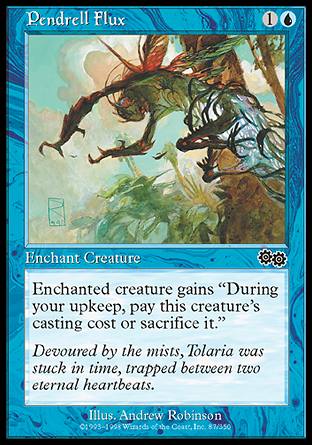 Pendrell Flux 1
Enchant Creature
Enchanted creature gains “During
your upkeep, pay this creature’s
casting cost or sacrifice it.”
Devoured by the mists, Tolaria was
stuck in time, trapped between two
eternal heartbeats.
Illus. Andrew Robinson
©1993-1998 Wizards of the Coast, Inc. 87/350